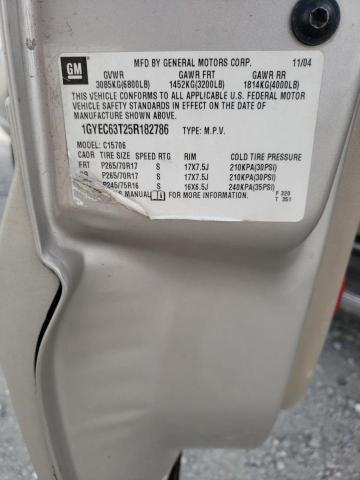 GM
MFD BY GENERAL MOTORS CORP. 11/04
GVWR GAWR FRT GAWR RR
3085KG(6800LB) 1452KG(3200LB) 1814KG(4000LB)
THIS VEHICLE CONFORMS TO ALL APPLICABLE U.S. FEDERAL MOTOR
VEHICLE SAFETY STANDARDS IN EFFECT ON THE DATE OF
MANUFACTURE SHOWN ABOVE.
1GYEC63T25R182786 TYPE: M.P.V.
MODEL: C15706
CADR TIRE SIZE SPEED RTG RIM COLD TIRE PRESSURE
FRT P265/70R17 S 17X7.5J 210KPA(30PSI)
P265/70R17 S 17X7.5J 210KPA(30PSI)
P245/75R16 S 16X6.5J 240KPA(35PSI)
S MANUAL FOR MORE INFORMATION. F 320
T 351